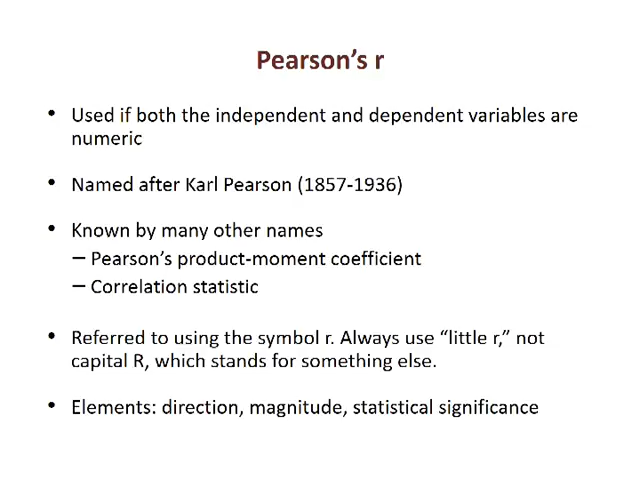 Pearson’s r
• Used if both the independent and dependent variables are
numeric
• Named after Karl Pearson (1857-1936)
• Known by many other names
– Pearson’s product-moment coefficient
– Correlation statistic
• Referred to using the symbol r. Always use “little r,” not
capital R, which stands for something else.
• Elements: direction, magnitude, statistical significance